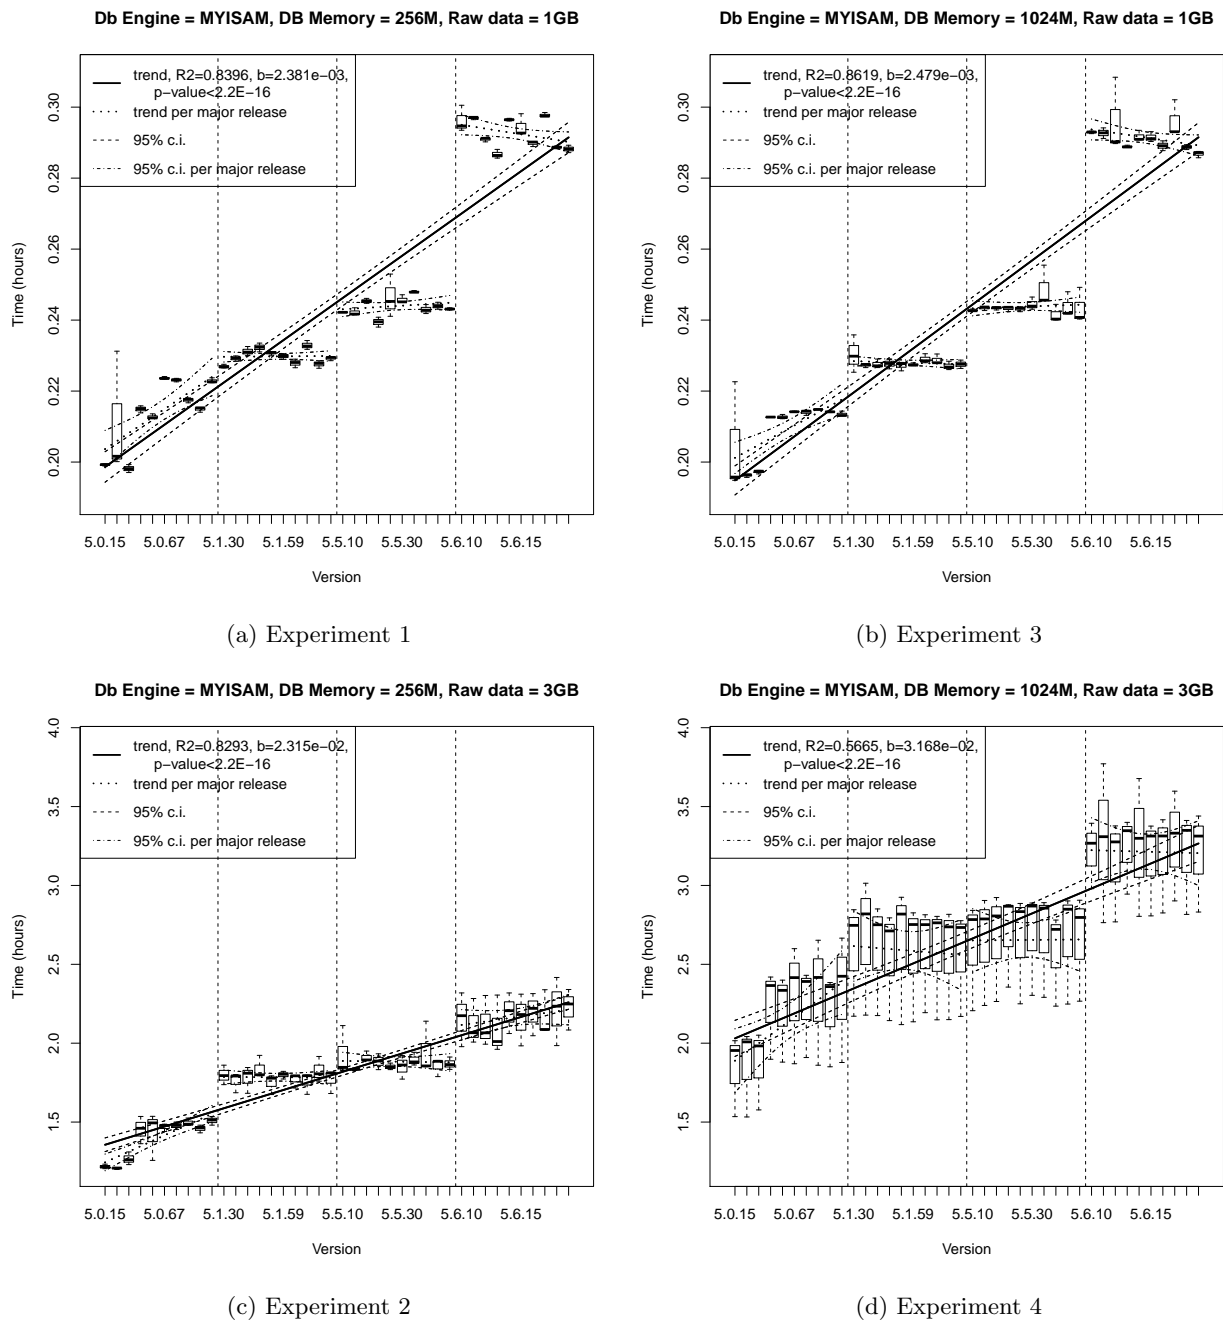 Db Engine = MYISAM, DB Memory = 256M, Raw data = 1GB
trend, R2=0.8396, b=2.381e−03,
p−value<2.2E−16
trend per major release
95% c.i.
95% c.i. per major release
Time (hours)
0.30
0.28
0.26
0.24
0.22
0.20
5.0.15 5.0.67 5.1.30 5.1.59 5.5.10 5.5.30 5.6.10 5.6.15
Version
(a) Experiment 1
Db Engine = MYISAM, DB Memory = 1024M, Raw data = 1GB
trend, R2=0.8619, b=2.479e−03,
p−value<2.2E−16
trend per major release
95% c.i.
95% c.i. per major release
Time (hours)
0.30
0.28
0.26
0.24
0.22
0.20
5.0.15 5.0.67 5.1.30 5.1.59 5.5.10 5.5.30 5.6.10 5.6.15
Version
(b) Experiment 3
Db Engine = MYISAM, DB Memory = 256M, Raw data = 3GB
trend, R2=0.8293, b=2.315e−02,
p−value<2.2E−16
trend per major release
95% c.i.
95% c.i. per major release
Time (hours)
4.0
3.5
3.0
2.5
2.0
1.5
5.0.15 5.0.67 5.1.30 5.1.59 5.5.10 5.5.30 5.6.10 5.6.15
Version
(c) Experiment 2
Db Engine = MYISAM, DB Memory = 1024M, Raw data = 3GB
trend, R2=0.5665, b=3.168e−02,
p−value<2.2E−16
trend per major release
95% c.i.
95% c.i. per major release
Time (hours)
4.0
3.5
3.0
2.5
2.0
1.5
5.0.15 5.0.67 5.1.30 5.1.59 5.5.10 5.5.30 5.6.10 5.6.15
Version
(d) Experiment 4